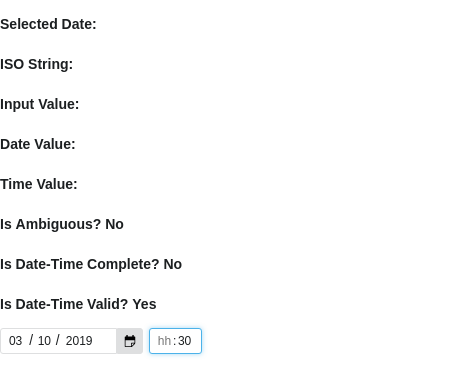 Selected Date:
ISO String:
Input Value:
Date Value:
Time Value:
Is Ambiguous? No
Is Date-Time Complete? No
Is Date-Time Valid? Yes
03 / 10 / 2019 hh:30